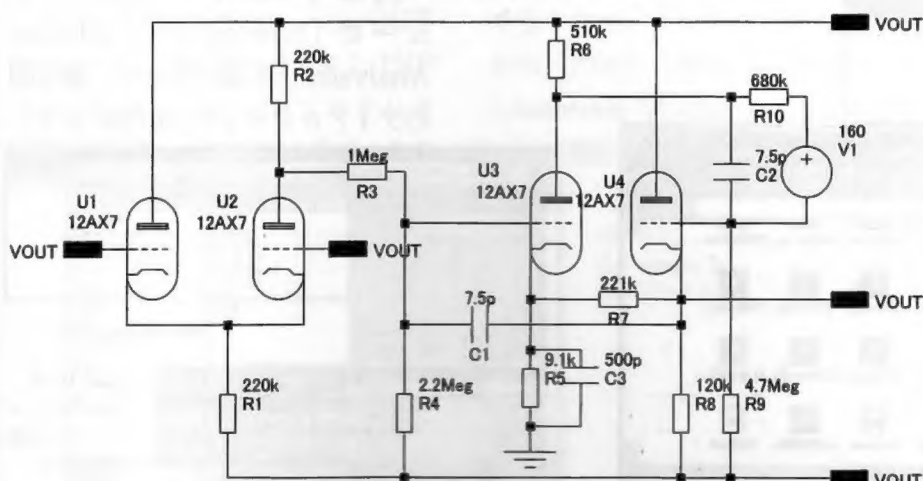 VOUT
510k
R6
220k
R2
680k
R10
160
V1
1Meg
R3
7.5p
C2
U1
12AX7
U2
12AX7
U3
12AX7
U4
12AX7
VOUT
VOUT
221k
R7
VOUT
7.5p
C1
9.1k
R5
500p
C3
220k
R1
2.2Meg
R4
120k
R8
4.7Meg
R9
VOUT